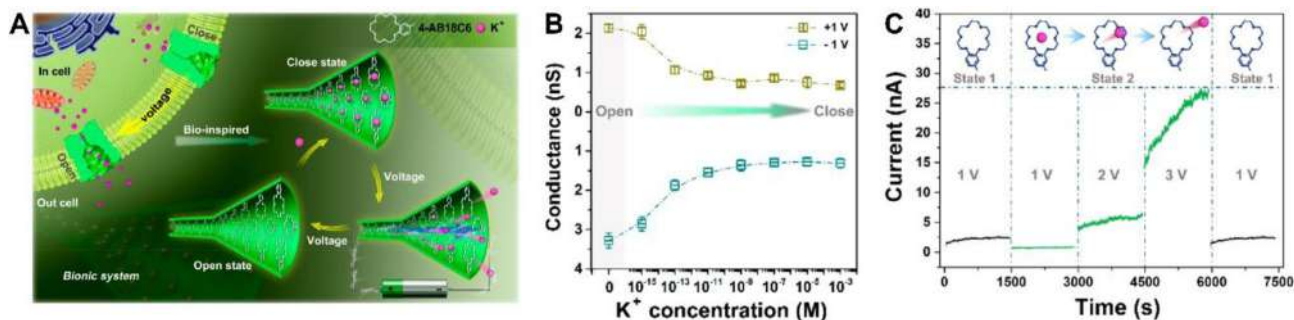 A
In cell
Close
voltage
Open
Out cell
Bio-inspired
Close state
4-AB18C6 K⁺
Voltage
Voltage
Open state
Bionic system
B
Conductance (nS)
2
1
0
1
2
3
4
+1 V
-1 V
Open
Close
0 10⁻¹⁵ 10⁻¹³ 10⁻¹¹ 10⁻⁹ 10⁻⁷ 10⁻⁵ 10⁻³
K⁺ concentration (M)
C
Current (nA)
30
25
20
15
10
5
0
State 1
State 2
State 1
1 V
1 V
2 V
3 V
1 V
0 1500 3000 4500 6000 7500
Time (s)